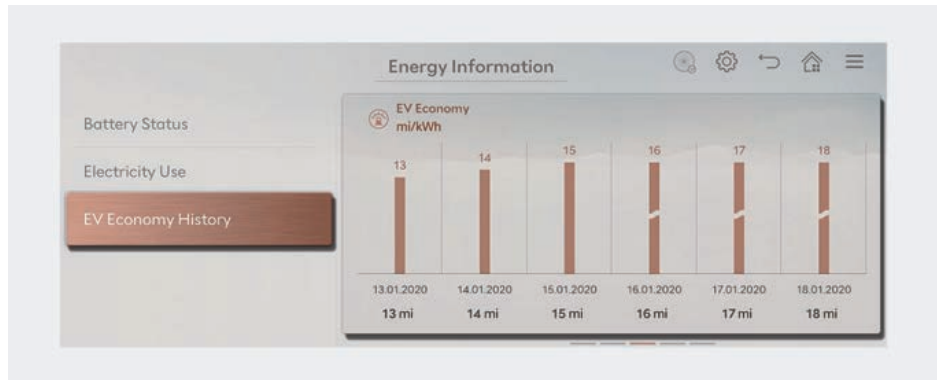 Energy Information
Battery Status
Electricity Use
EV Economy History
EV Economy
mi/kWh
13 14 15 16 17 18
13.01.2020 14.01.2020 15.01.2020 16.01.2020 17.01.2020 18.01.2020
13 mi 14 mi 15 mi 16 mi 17 mi 18 mi